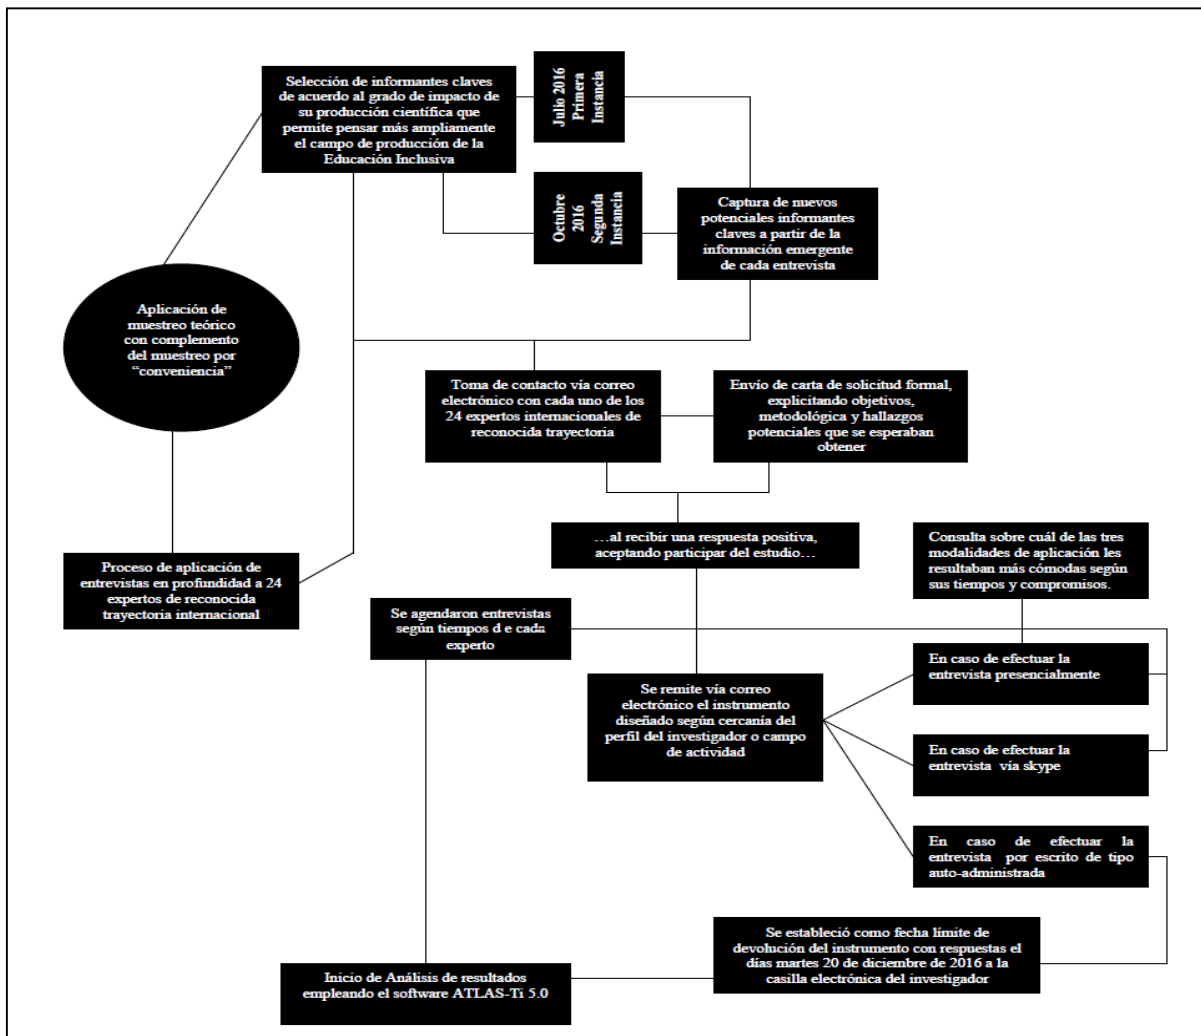 Selección de informantes claves
de acuerdo al grado de impacto de
su producción científica que
permite pensar más ampliamente
el campo de producción de la
Educación Inclusiva
Julio 2016
Primera
Instancia
Octubre
2016
Segunda
Instancia
Captura de nuevos
potenciales informantes
claves a partir de la
información emergente
de cada entrevista
Aplicación de
muestreo teórico
con complemento
del muestreo por
“conveniencia”
Toma de contacto vía correo
electrónico con cada uno de los
24 expertos internacionales de
reconocida trayectoria
Envío de carta de solicitud formal,
explicitando objetivos,
metodológica y hallazgos
potenciales que se esperaban
obtener
…al recibir una respuesta positiva,
aceptando participar del estudio…
Consulta sobre cuál de las tres
modalidades de aplicación les
resultaban más cómodas según
sus tiempos y compromisos.
Proceso de aplicación de
entrevistas en profundidad a 24
expertos de reconocida
trayectoria internacional
Se agendaron entrevistas
según tiempos d e cada
experto
En caso de efectuar la
entrevista presencialmente
Se remite vía correo
electrónico el instrumento
diseñado según cercanía del
perfil del investigador o campo
de actividad
En caso de efectuar la
entrevista vía skype
En caso de efectuar la
entrevista por escrito de tipo
auto-administrada
Se estableció como fecha límite de
devolución del instrumento con respuestas el
días martes 20 de diciembre de 2016 a la
casilla electrónica del investigador
Inicio de Análisis de resultados
empleando el software ATLAS-Ti 5.0